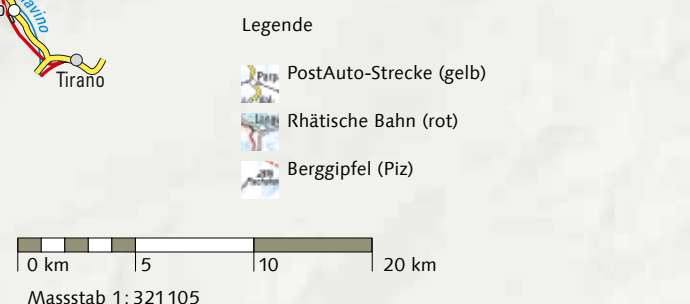 avino
Tirano
Legende
PostAuto-Strecke (gelb)
Rhätische Bahn (rot)
Berggipfel (Piz)
0 km 5 10 20 km
Massstab 1:321105